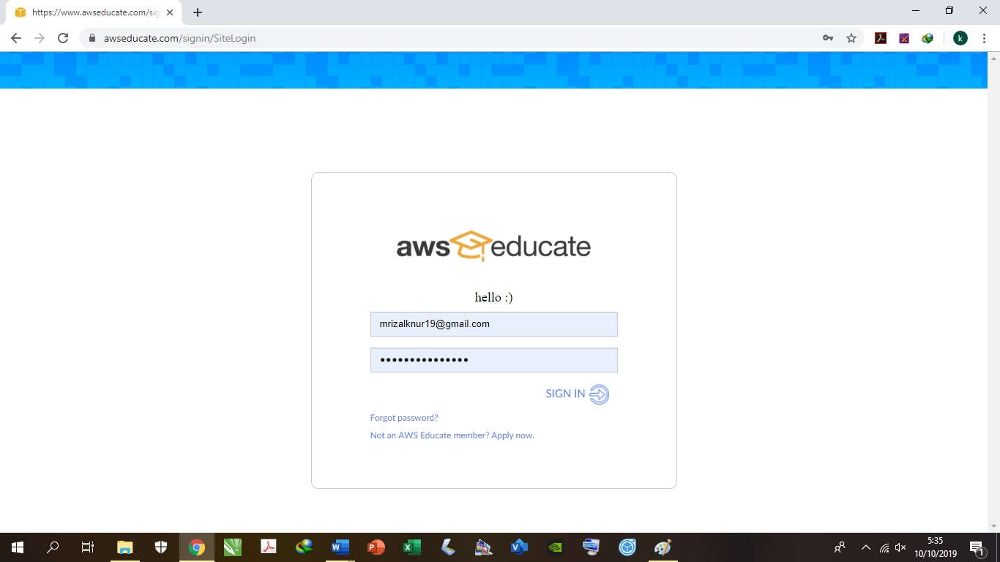 https://www.awseducate.com/sig
awseducate.com/signin/SiteLogin
k
aws educate
hello :)
mrizalknur19@gmail.com
•••••••••••••••
SIGN IN
Forgot password?
Not an AWS Educate member? Apply now.
5:35
10/10/2019
1